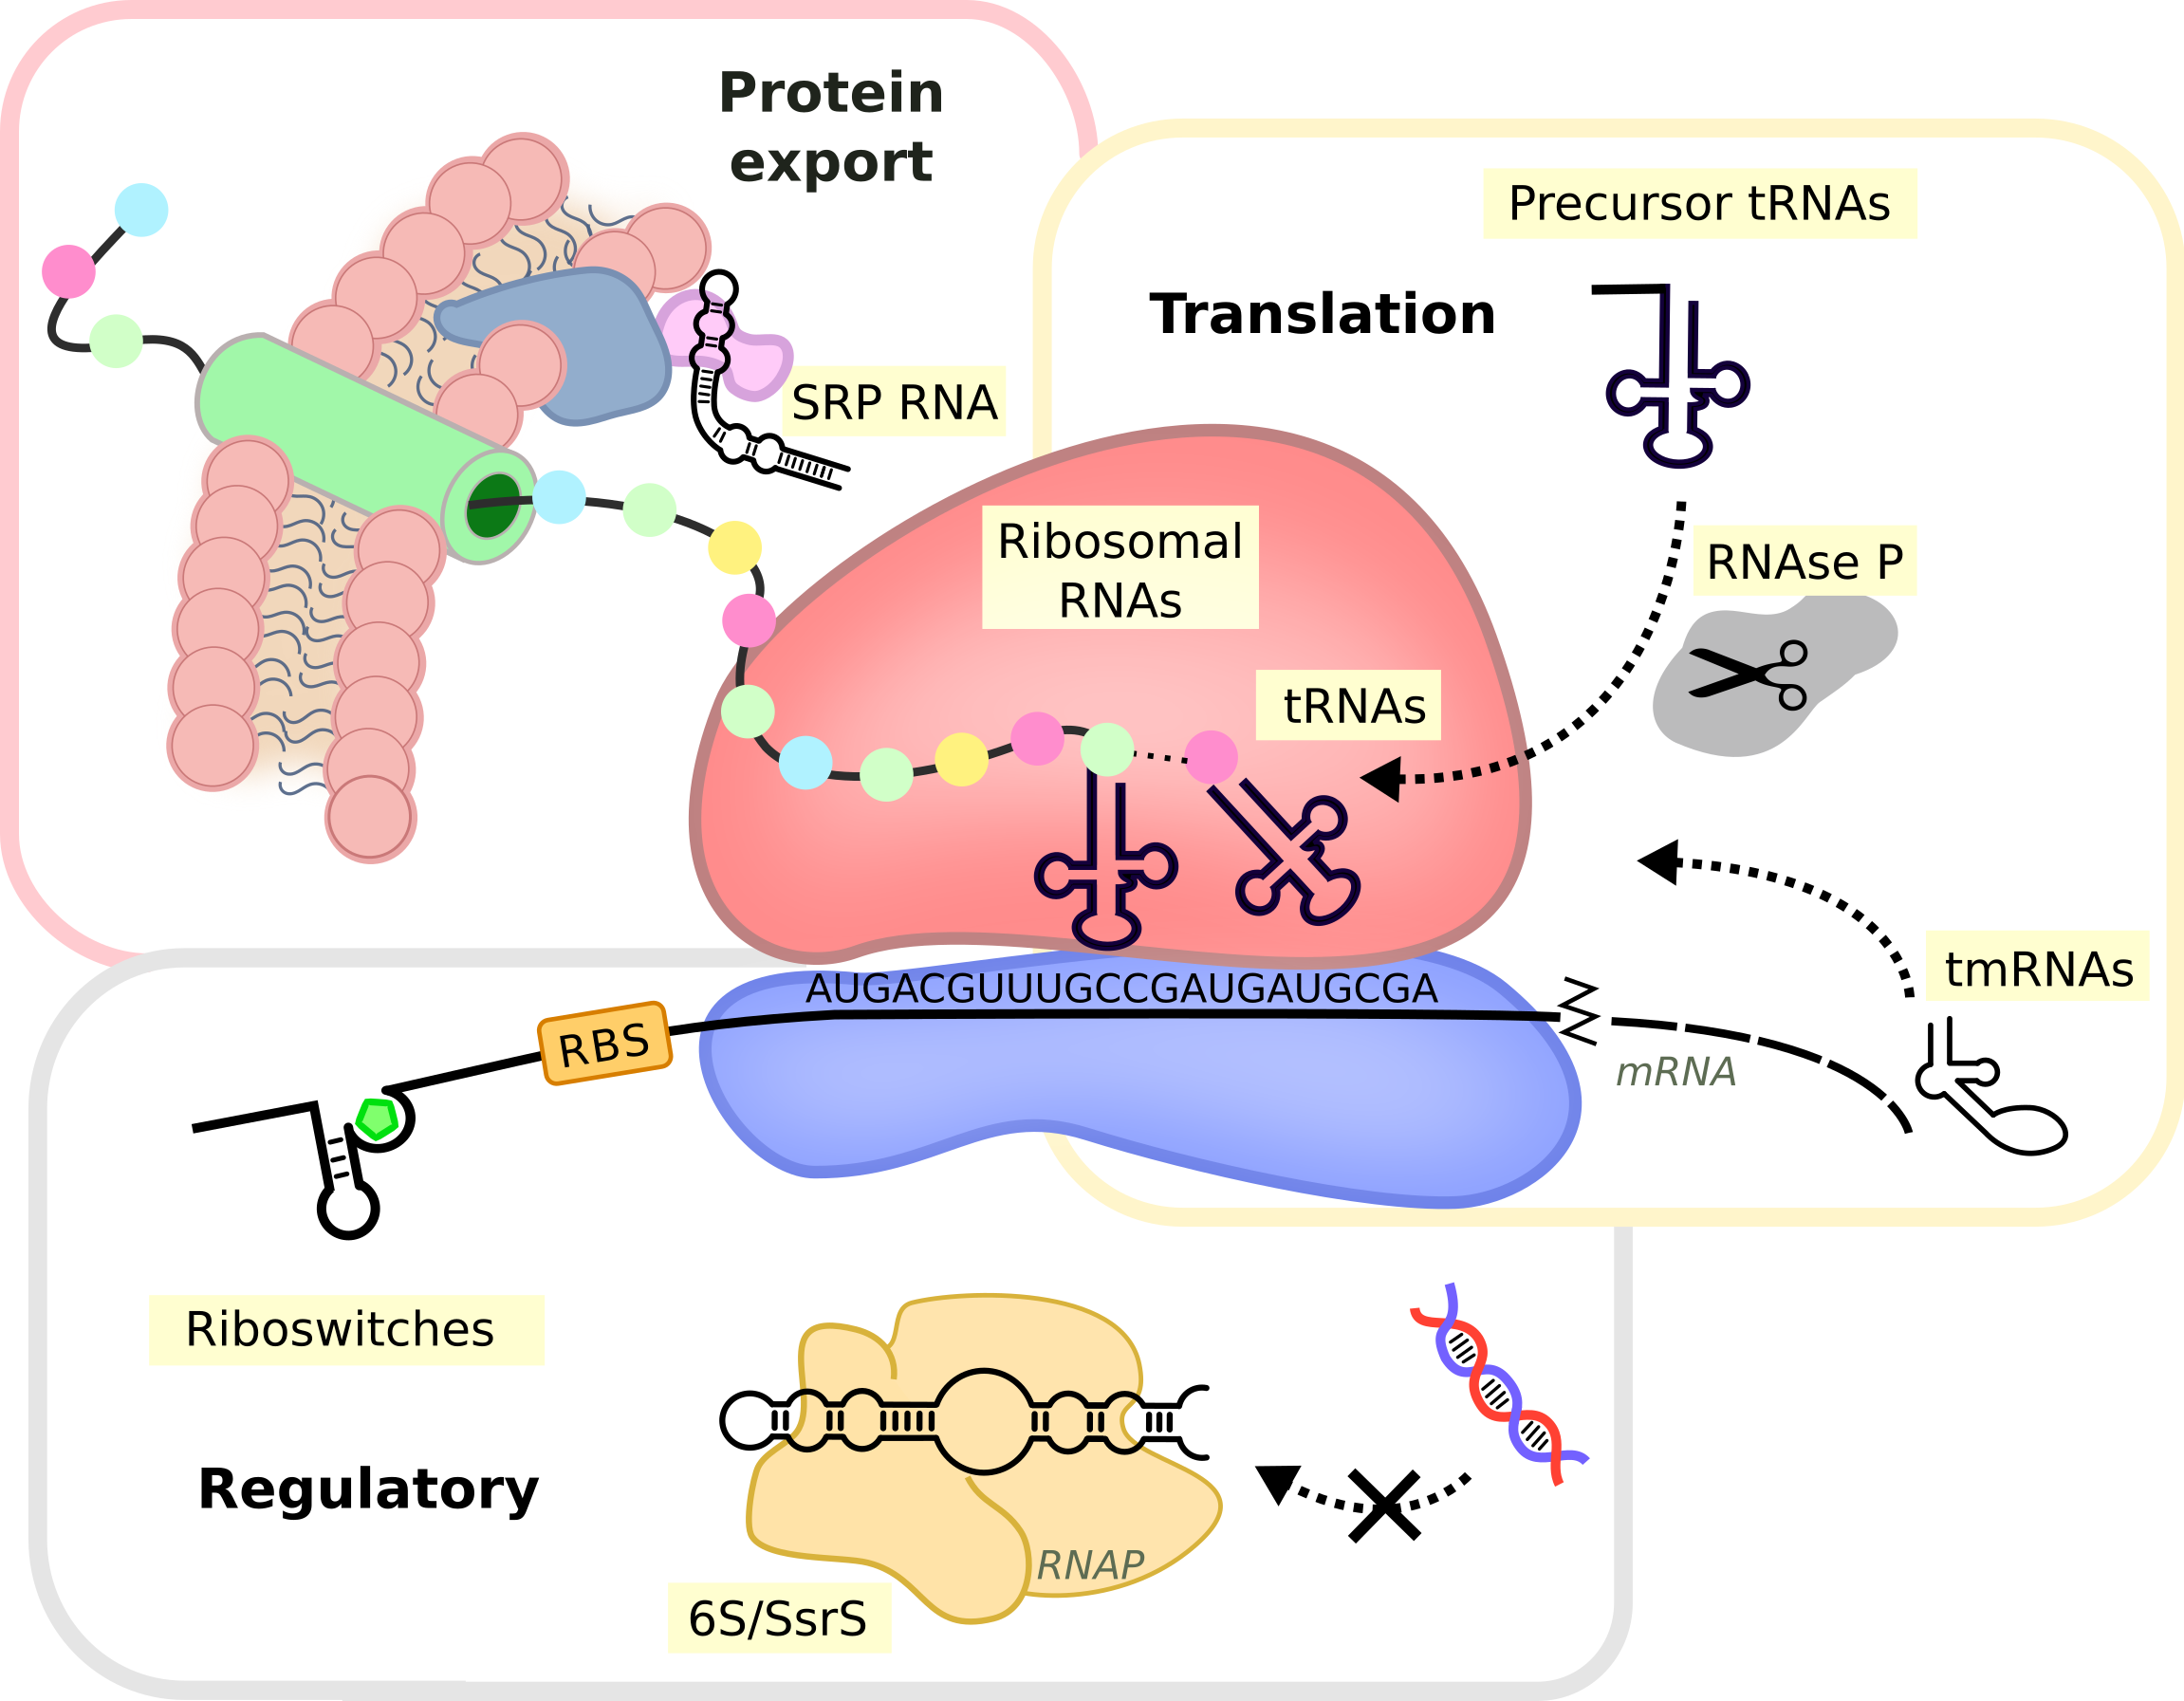 Protein
export
Precursor tRNAs
Translation
SRP RNA
Ribosomal
RNAs
RNAse P
tRNAs
tmRNAs
AUGACGUUUGCCGAUGAUGCGA
RBS
mRNA
Riboswitches
Regulatory
RNAP
6S/SsrS